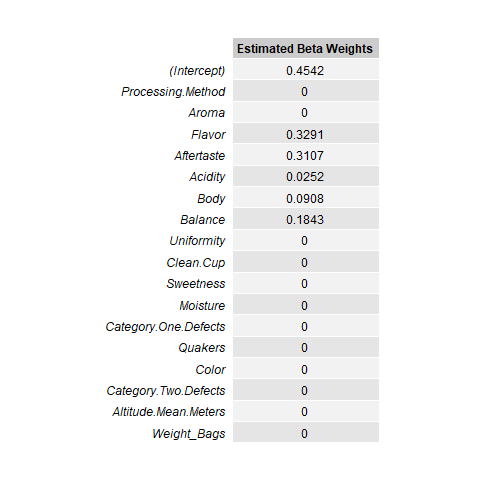 Estimated Beta Weights
(Intercept) 0.4542
Processing.Method 0
Aroma 0
Flavor 0.3291
Aftertaste 0.3107
Acidity 0.0252
Body 0.0908
Balance 0.1843
Uniformity 0
Clean.Cup 0
Sweetness 0
Moisture 0
Category.One.Defects 0
Quakers 0
Color 0
Category.Two.Defects 0
Altitude.Mean.Meters 0
Weight_Bags 0